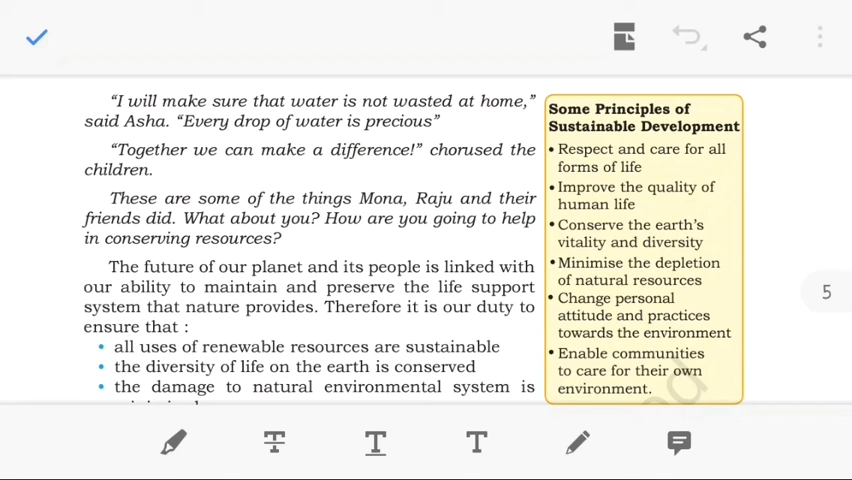 “I will make sure that water is not wasted at home,”
said Asha. “Every drop of water is precious”
“Together we can make a difference!” chorused the
children.
These are some of the things Mona, Raju and their
friends did. What about you? How are you going to help
in conserving resources?
The future of our planet and its people is linked with
our ability to maintain and preserve the life support
system that nature provides. Therefore it is our duty to
ensure that :
• all uses of renewable resources are sustainable
• the diversity of life on the earth is conserved
• the damage to natural environmental system is
Some Principles of
Sustainable Development
• Respect and care for all
forms of life
• Improve the quality of
human life
• Conserve the earth’s
vitality and diversity
• Minimise the depletion
of natural resources
• Change personal
attitude and practices
towards the environment
• Enable communities
to care for their own
environment.
5
T
T
T